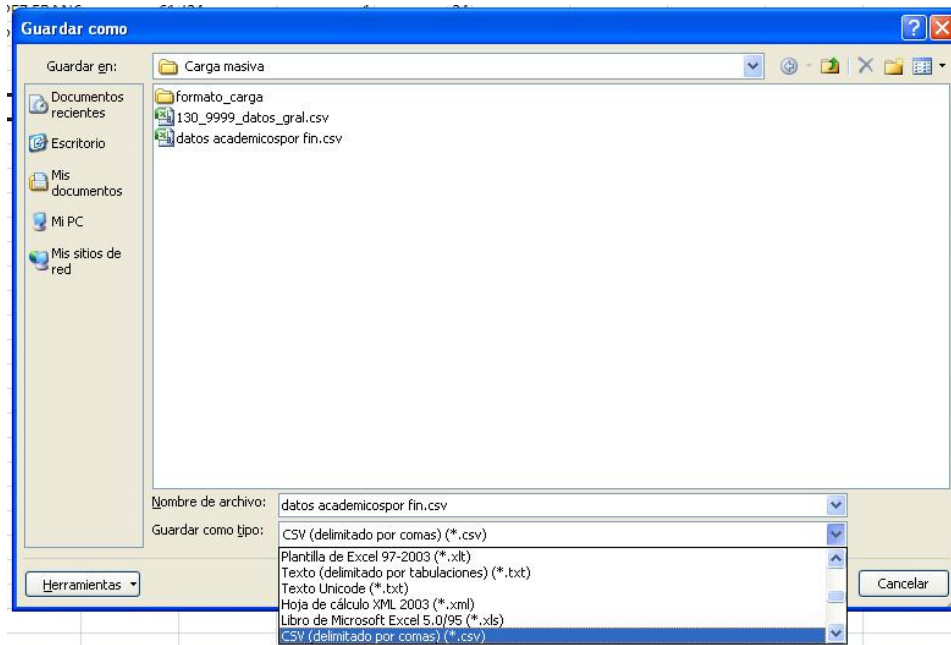 Guardar como
Guardar en:
Carga masiva
Documentos
recientes
Escritorio
Mis
documentos
Mi PC
Mis sitios de
red
formato_carga
130_9999_datos_gral.csv
datos academicospor fin.csv
Nombre de archivo:
datos academicospor fin.csv
Guardar como tipo:
CSV (delimitado por comas) (*.csv)
Plantilla de Excel 97-2003 (*.xlt)
Texto (delimitado por tabulaciones) (*.txt)
Texto Unicode (*.txt)
Hoja de cálculo XML 2003 (*.xml)
Libro de Microsoft Excel 5.0/95 (*.xls)
CSV (delimitado por comas) (*.csv)
Herramientas
Cancelar